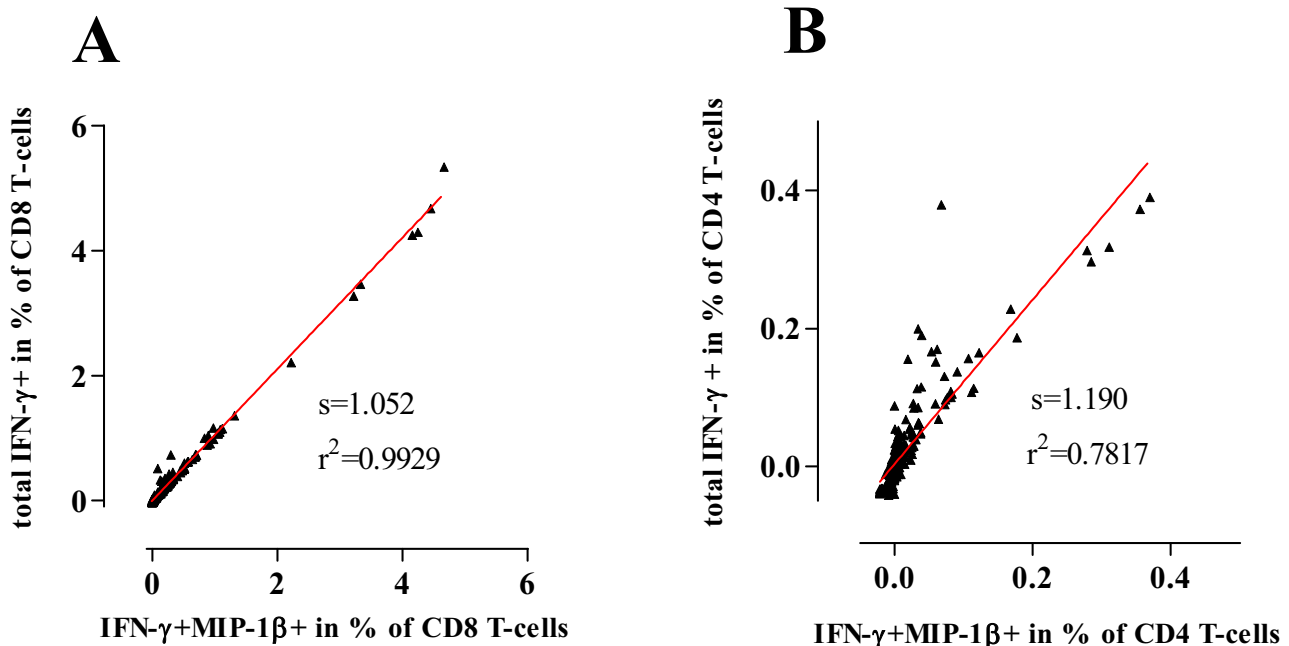 A
total IFN-γ+ in % of CD8 T-cells
6
4
2
0
s=1.052
r²=0.9929
0 2 4 6
IFN-γ+MIP-1β+ in % of CD8 T-cells
B
total IFN-γ + in % of CD4 T-cells
0.4
0.2
0.0
s=1.190
r²=0.7817
0.0 0.2 0.4
IFN-γ+MIP-1β+ in % of CD4 T-cells